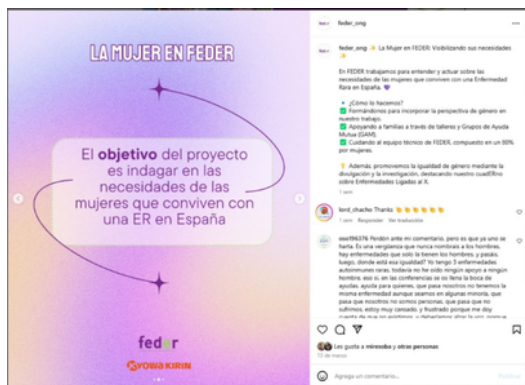 LA MUJER EN FEDER
El objetivo del proyecto
es indagar en las
necesidades de las
mujeres que conviven con
una ER en España
feder
KYOWA KIRIN
feder_ong
feder_ong ✨ La Mujer en FEDER: Visibilizando sus necesidades
✨
En FEDER trabajamos para entender y actuar sobre las
necesidades de las mujeres que conviven con una Enfermedad
Rara en España. 💜
🔹 ¿Cómo lo hacemos?
✅ Formándonos para incorporar la perspectiva de género en
nuestro trabajo.
✅ Apoyando a familias a través de talleres y Grupos de Ayuda
Mutua (GAM).
✅ Cuidando al equipo técnico de FEDER, compuesto en un 80%
por mujeres.
💡 Además, promovemos la igualdad de género mediante la
divulgación y la investigación, destacando nuestro cuadERno
sobre Enfermedades Ligadas al X.
1 sem
lord_chacho Thanks 👏👏👏👏👏👏
1 sem Responder Ver traducción
Perdón ante mi comentario, pero es que ya uno se
harta. Es una vergüenza que nunca nombráis a los hombres,
hay enfermedades que solo la tienen los hombres, y pasáis,
luego, donde está esa igualdad? Yo tengo 3 enfermedades
autoinmunes raras, todavía no he oído ningún apoyo a ningún
hombre, eso si, en las conferencias se os llena la boca de
ayudas, ayuda para quienes, que pasa nosotros no tenemos la
misma enfermedad aunque seamos en algunas minoría, que
pasa que nosotros no somos personas, que pasa que no
sufrimos, estoy muy cansado, y frustrado porque me doy
Les gusta a mirenoba y otras personas
13 de marzo
Agrega un comentario...